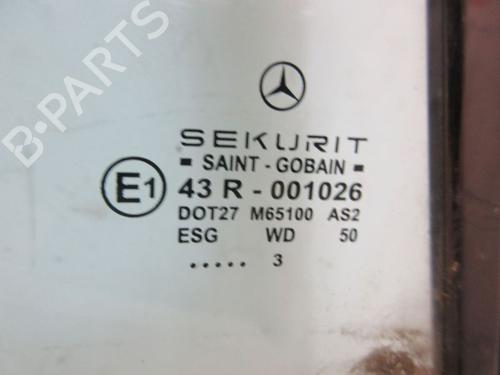 B-PARTS
SEKURIT
SAINT - GOBAIN
E1 43 R - 001026
DOT27 M65100 AS2
ESG WD 50
..... 3